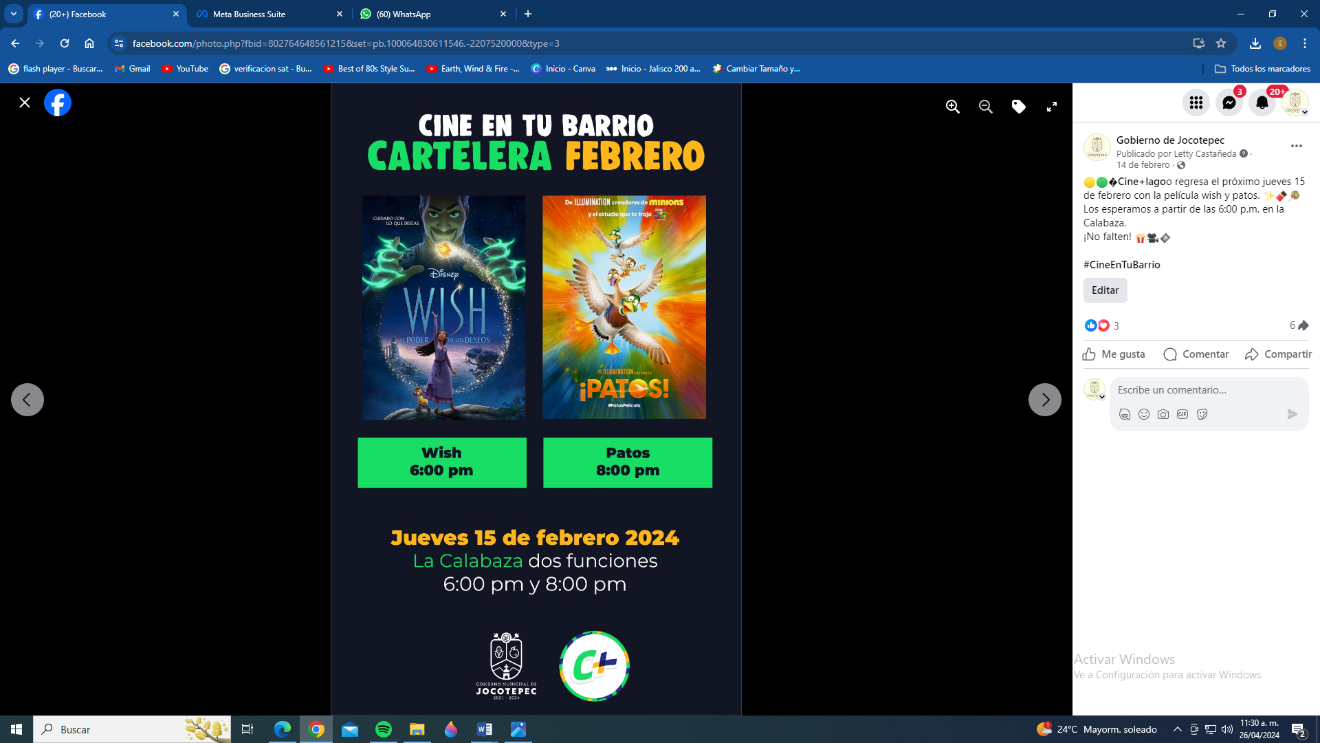 (20+) Facebook
Meta Business Suite
(60) WhatsApp
facebook.com/photo.php?fbid=802764648561215&set=pb.100064830611546.-2207520000&type=3
flash player - Buscar...
Gmail
YouTube
verificacion sat - Bu...
Best of 80s Style Su...
Earth, Wind & Fire -...
Inicio - Canva
Inicio - Jalisco 200 a...
Cambiar Tamaño y...
Todos los marcadores
CINE EN TU BARRIO
CARTELERA FEBRERO
CUIDADO CON
LO QUE DESEAS
DISNEY
WISH
EL PODER DE LOS DESEOS
De ILLUMINATION creadores de MINIONS
y el estudio que te trajo
ILLUMINATION PRESENTA
¡PATOS!
#PatosPelicula
Wish
6:00 pm
Patos
8:00 pm
Jueves 15 de febrero 2024
La Calabaza dos funciones
6:00 pm y 8:00 pm
GOBIERNO MUNICIPAL DE
JOCOTEPEC
2021 - 2024
C+
3
20+
Gobierno de Jocotepec
Publicado por Letty Castañeda
14 de febrero
🟡🟢�Cine+lagoo regresa el próximo jueves 15
de febrero con la película wish y patos. ✨🍫
Los esperamos a partir de las 6:00 p.m. en la
Calabaza.
¡No falten! 🍿🎥
#CineEnTuBarrio
Editar
3
6
Me gusta
Comentar
Compartir
Escribe un comentario...
GIF
Activar Windows
Ve a Configuración para activar Windows.
Buscar
24°C Mayorm. soleado
11:30 a. m.
26/04/2024
2